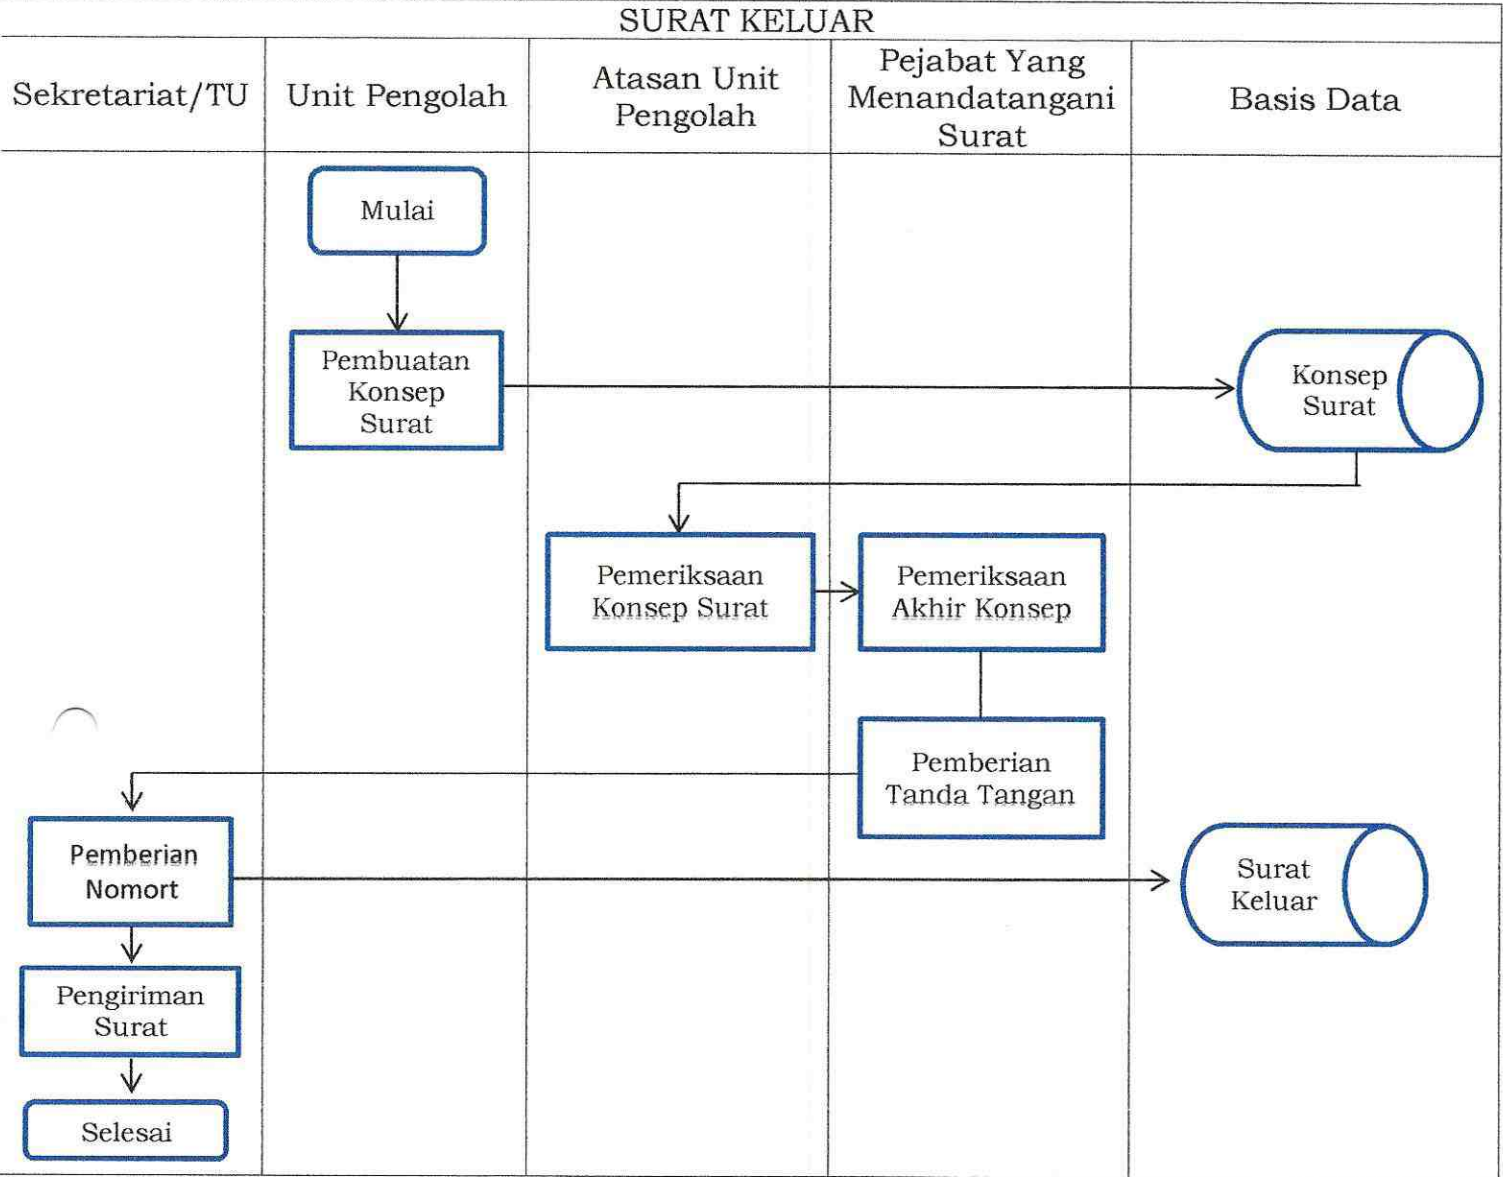 SURAT KELUAR
Sekretariat/TU
Unit Pengolah
Atasan Unit
Pengolah
Pejabat Yang
Menandatangani
Surat
Basis Data
Mulai
Pembuatan
Konsep
Surat
Konsep
Surat
Pemeriksaan
Konsep Surat
Pemeriksaan
Akhir Konsep
Pemberian
Tanda Tangan
Pemberian
Nomort
Surat
Keluar
Pengiriman
Surat
Selesai